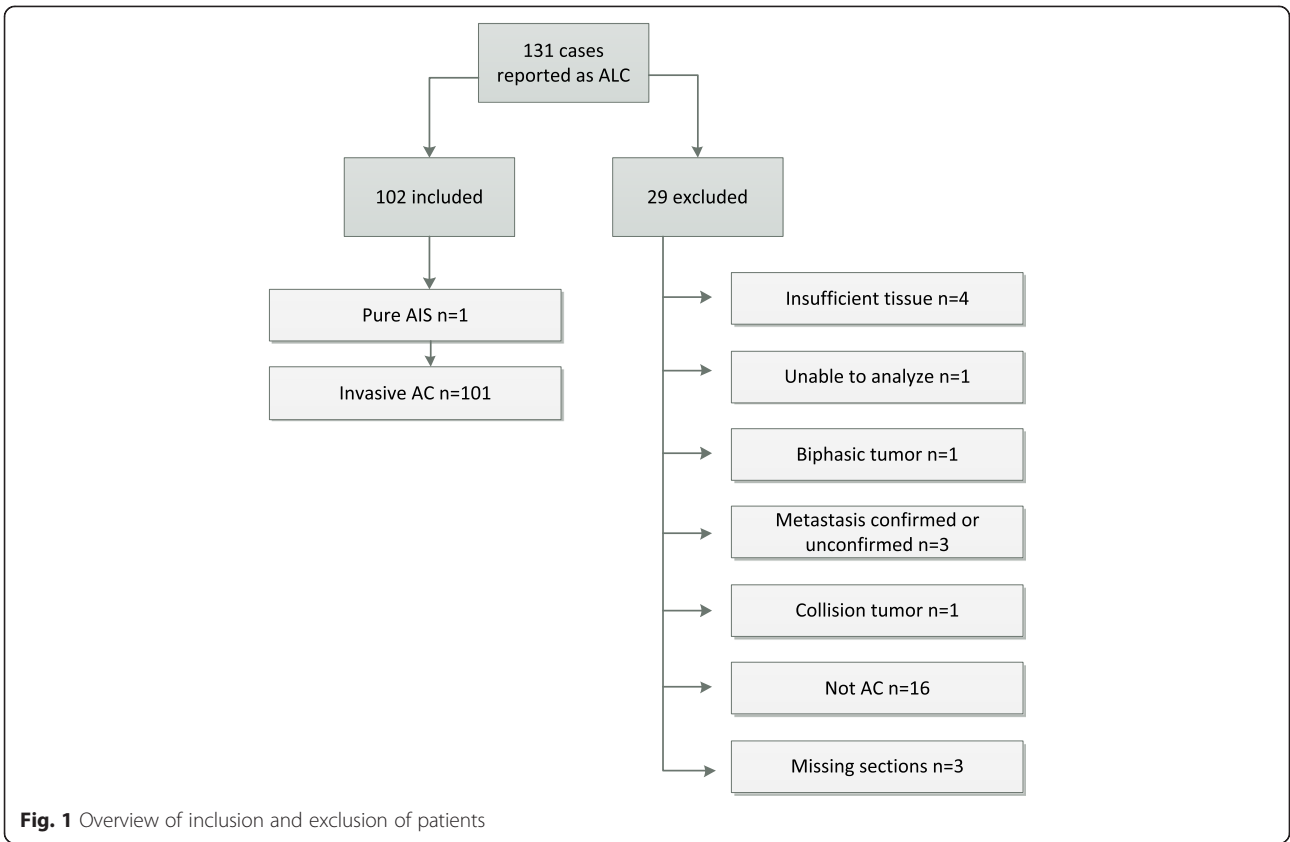 131 cases
reported as ALC
102 included
29 excluded
Pure AIS n=1
Invasive AC n=101
Insufficient tissue n=4
Unable to analyze n=1
Biphasic tumor n=1
Metastasis confirmed or
unconfirmed n=3
Collision tumor n=1
Not AC n=16
Missing sections n=3
Fig. 1 Overview of inclusion and exclusion of patients